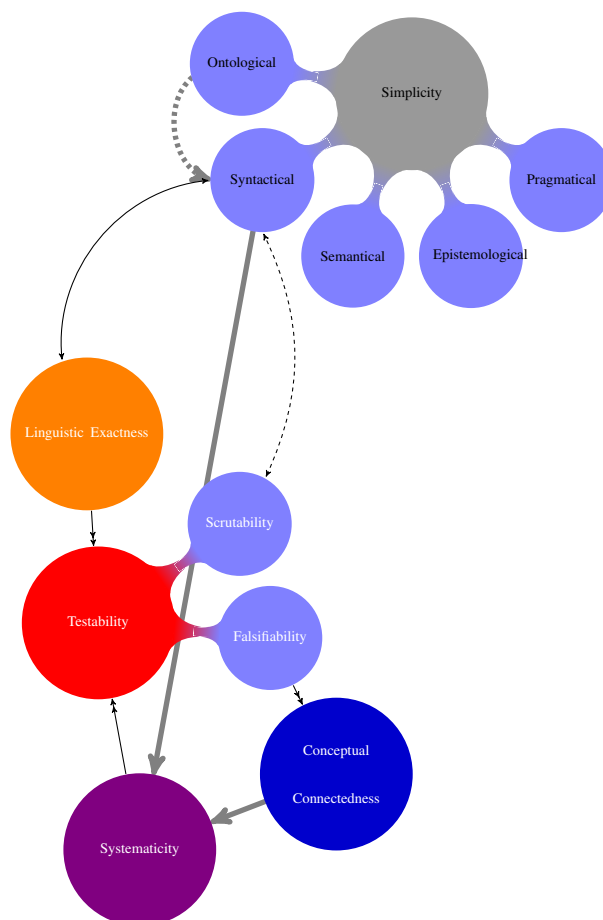 Ontological
Simplicity
Syntactical
Pragmatical
Semantical
Epistemological
Linguistic Exactness
Scrutability
Testability
Falsifiability
Conceptual
Connectedness
Systematicity